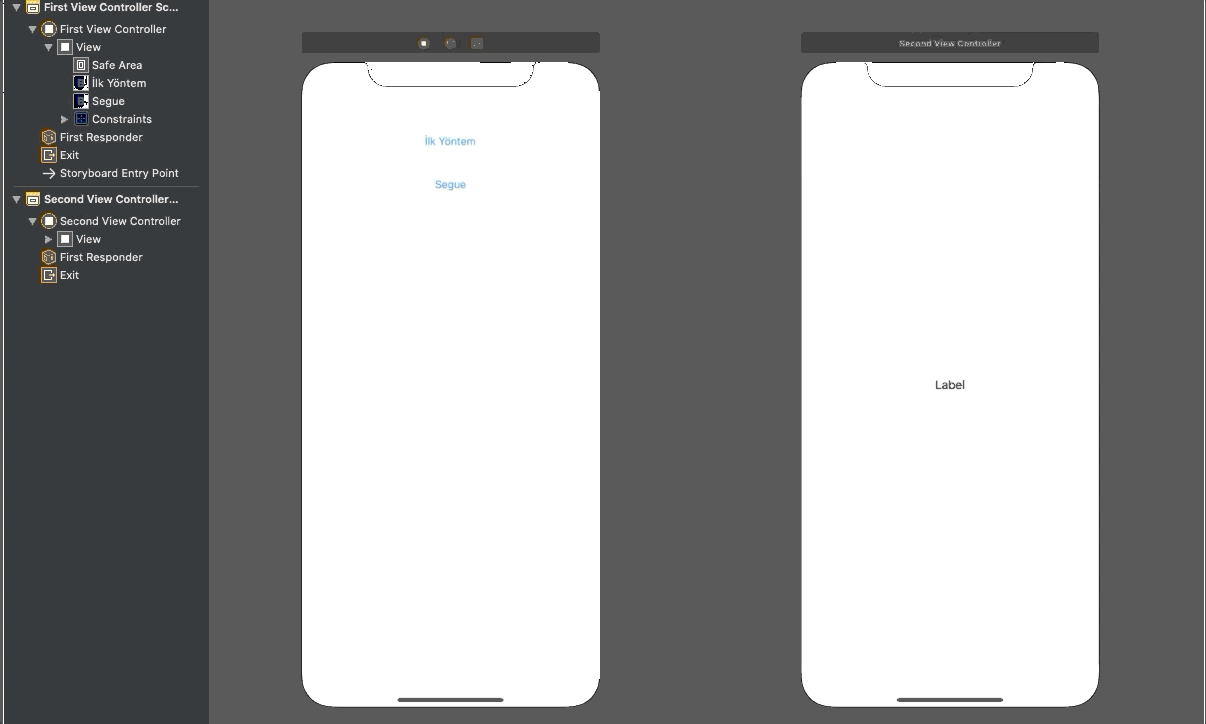 First View Controller Sc...
First View Controller
View
Safe Area
İlk Yöntem
Segue
Constraints
First Responder
Exit
Storyboard Entry Point
Second View Controller...
Second View Controller
View
First Responder
Exit
İlk Yöntem
Segue
Second View Controller
Label